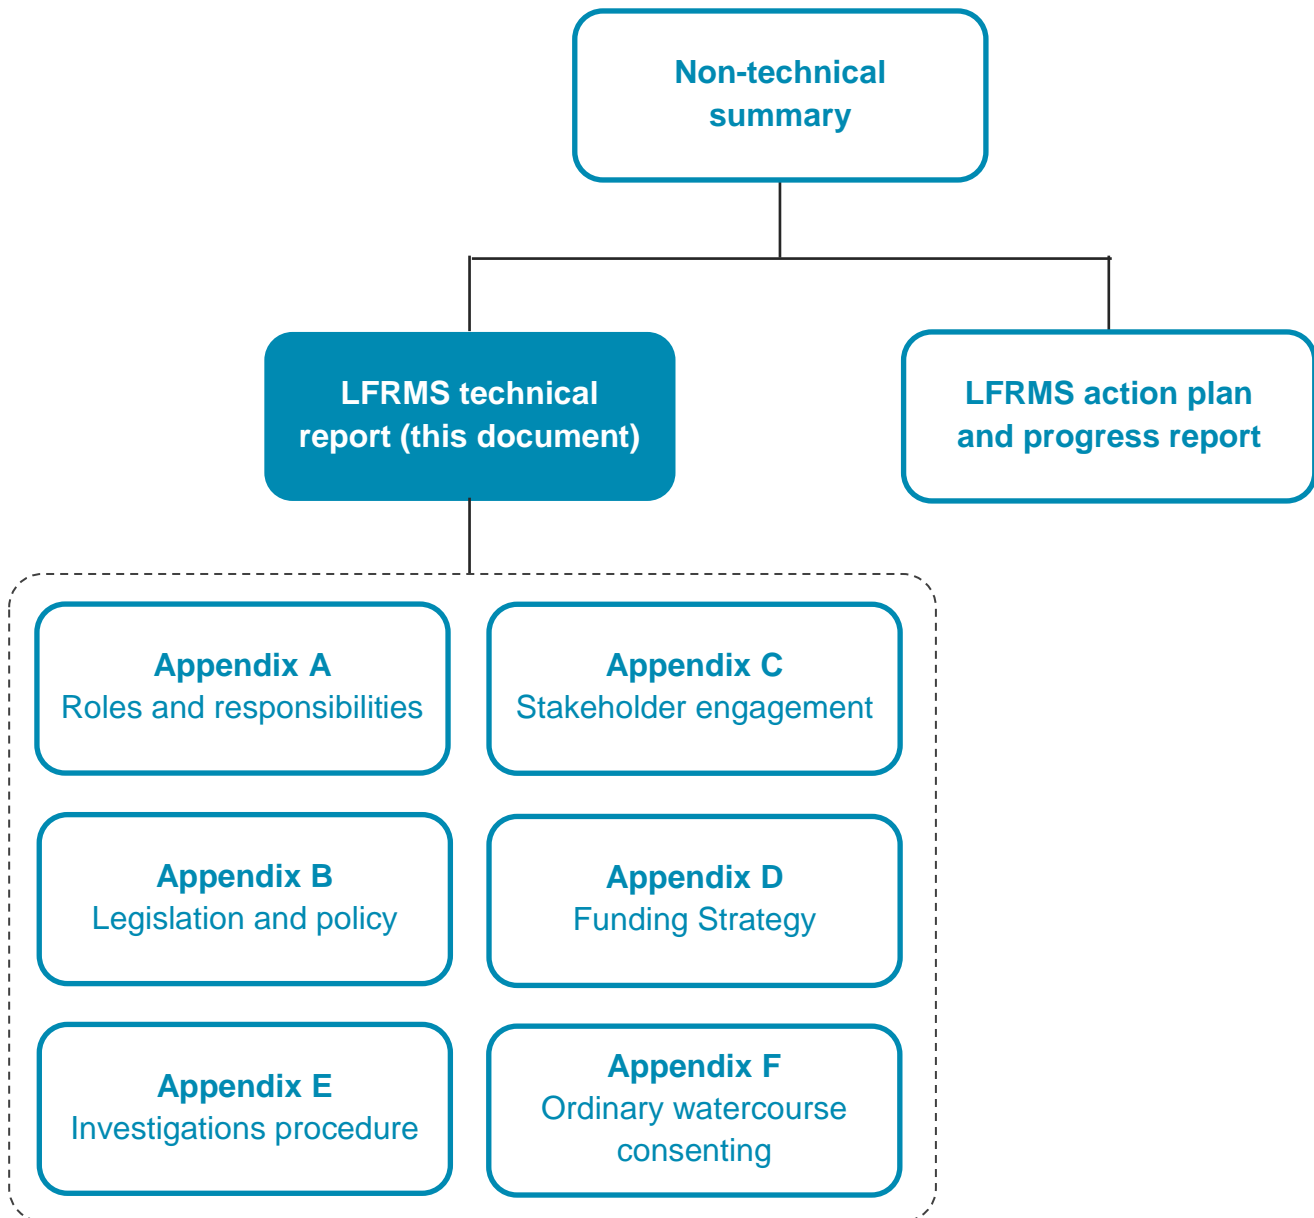 Non-technical
summary
LFRMS technical
report (this document)
LFRMS action plan
and progress report
Appendix A
Roles and responsibilities
Appendix C
Stakeholder engagement
Appendix B
Legislation and policy
Appendix D
Funding Strategy
Appendix E
Investigations procedure
Appendix F
Ordinary watercourse
consenting